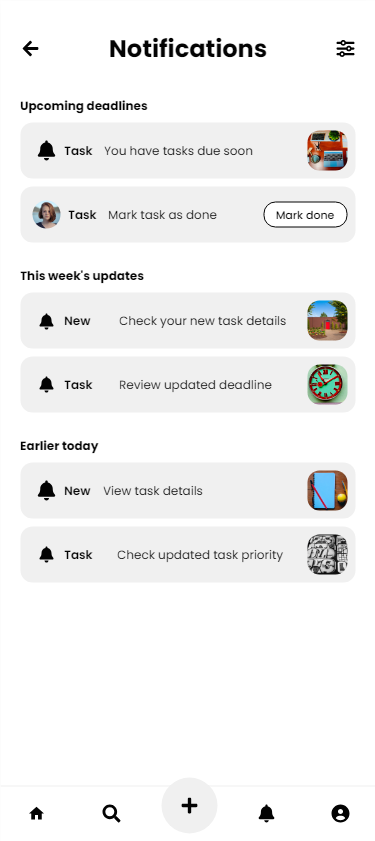 Notifications
Upcoming deadlines
Task You have tasks due soon
Task Mark task as done Mark done
This week's updates
New Check your new task details
Task Review updated deadline
Earlier today
New View task details
Task Check updated task priority